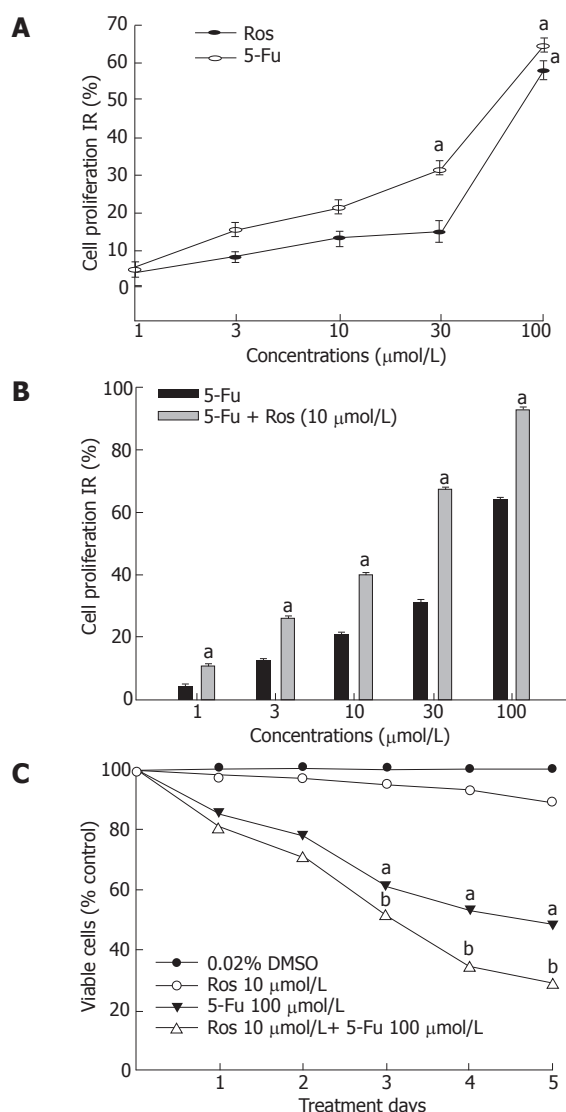 A
70
60
50
40
30
20
10
0
Cell proliferation IR (%)
Ros
5-Fu
a
a
a
1 3 10 30 100
Concentrations (μmol/L)
B
100
80
60
40
20
0
Cell proliferation IR (%)
5-Fu
5-Fu + Ros (10 μmol/L)
a
a
a
a
a
1 3 10 30 100
Concentrations (μmol/L)
C
100
80
60
40
20
Viable cells (% control)
a a a
b b b
0.02% DMSO
Ros 10 μmol/L
5-Fu 100 μmol/L
Ros 10 μmol/L+ 5-Fu 100 μmol/L
1 2 3 4 5
Treatment days